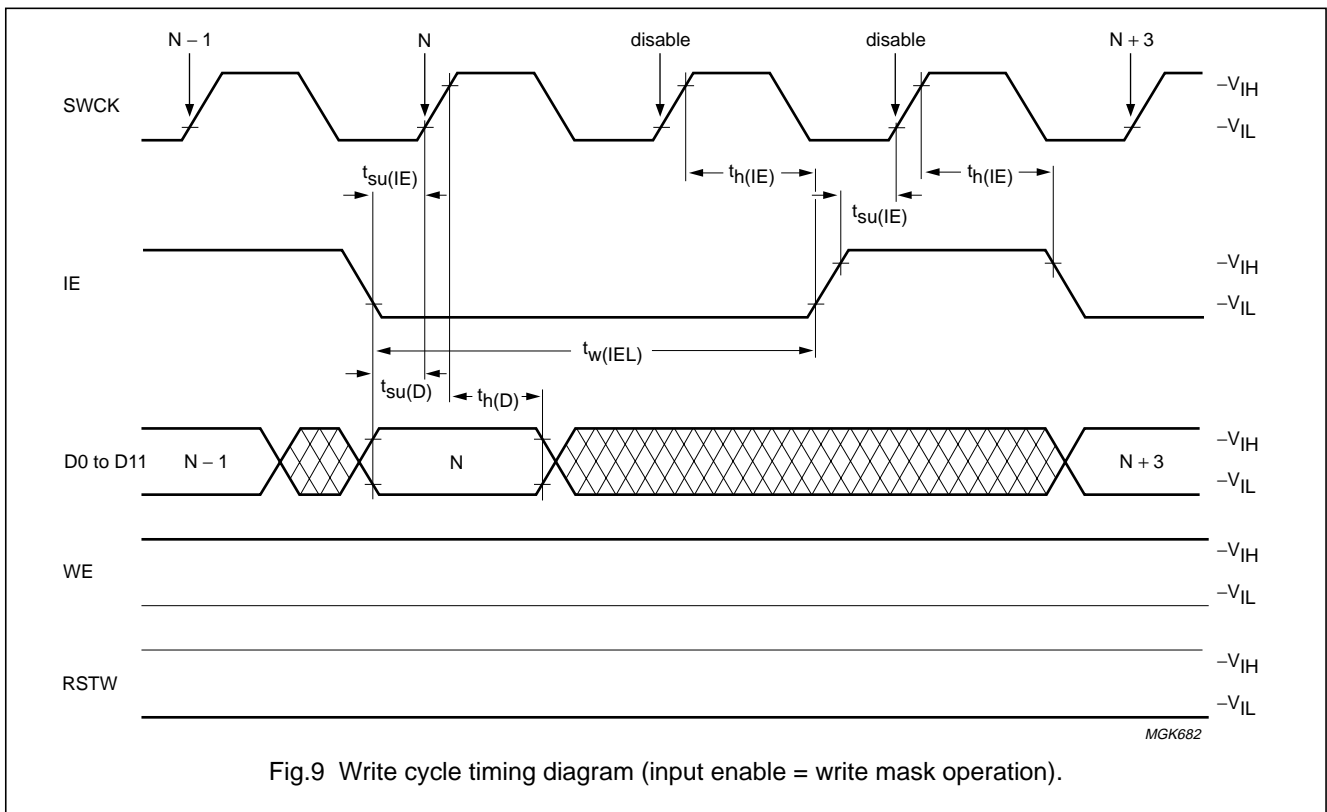 N – 1 N disable disable N + 3
SWCK
–VIH
–VIL
tsu(IE) th(IE) th(IE)
tsu(IE)
IE
–VIH
–VIL
tw(IEL)
tsu(D) th(D)
D0 to D11 N – 1 N N + 3
–VIH
–VIL
WE
–VIH
–VIL
RSTW
–VIH
–VIL
MGK682
Fig.9 Write cycle timing diagram (input enable = write mask operation).